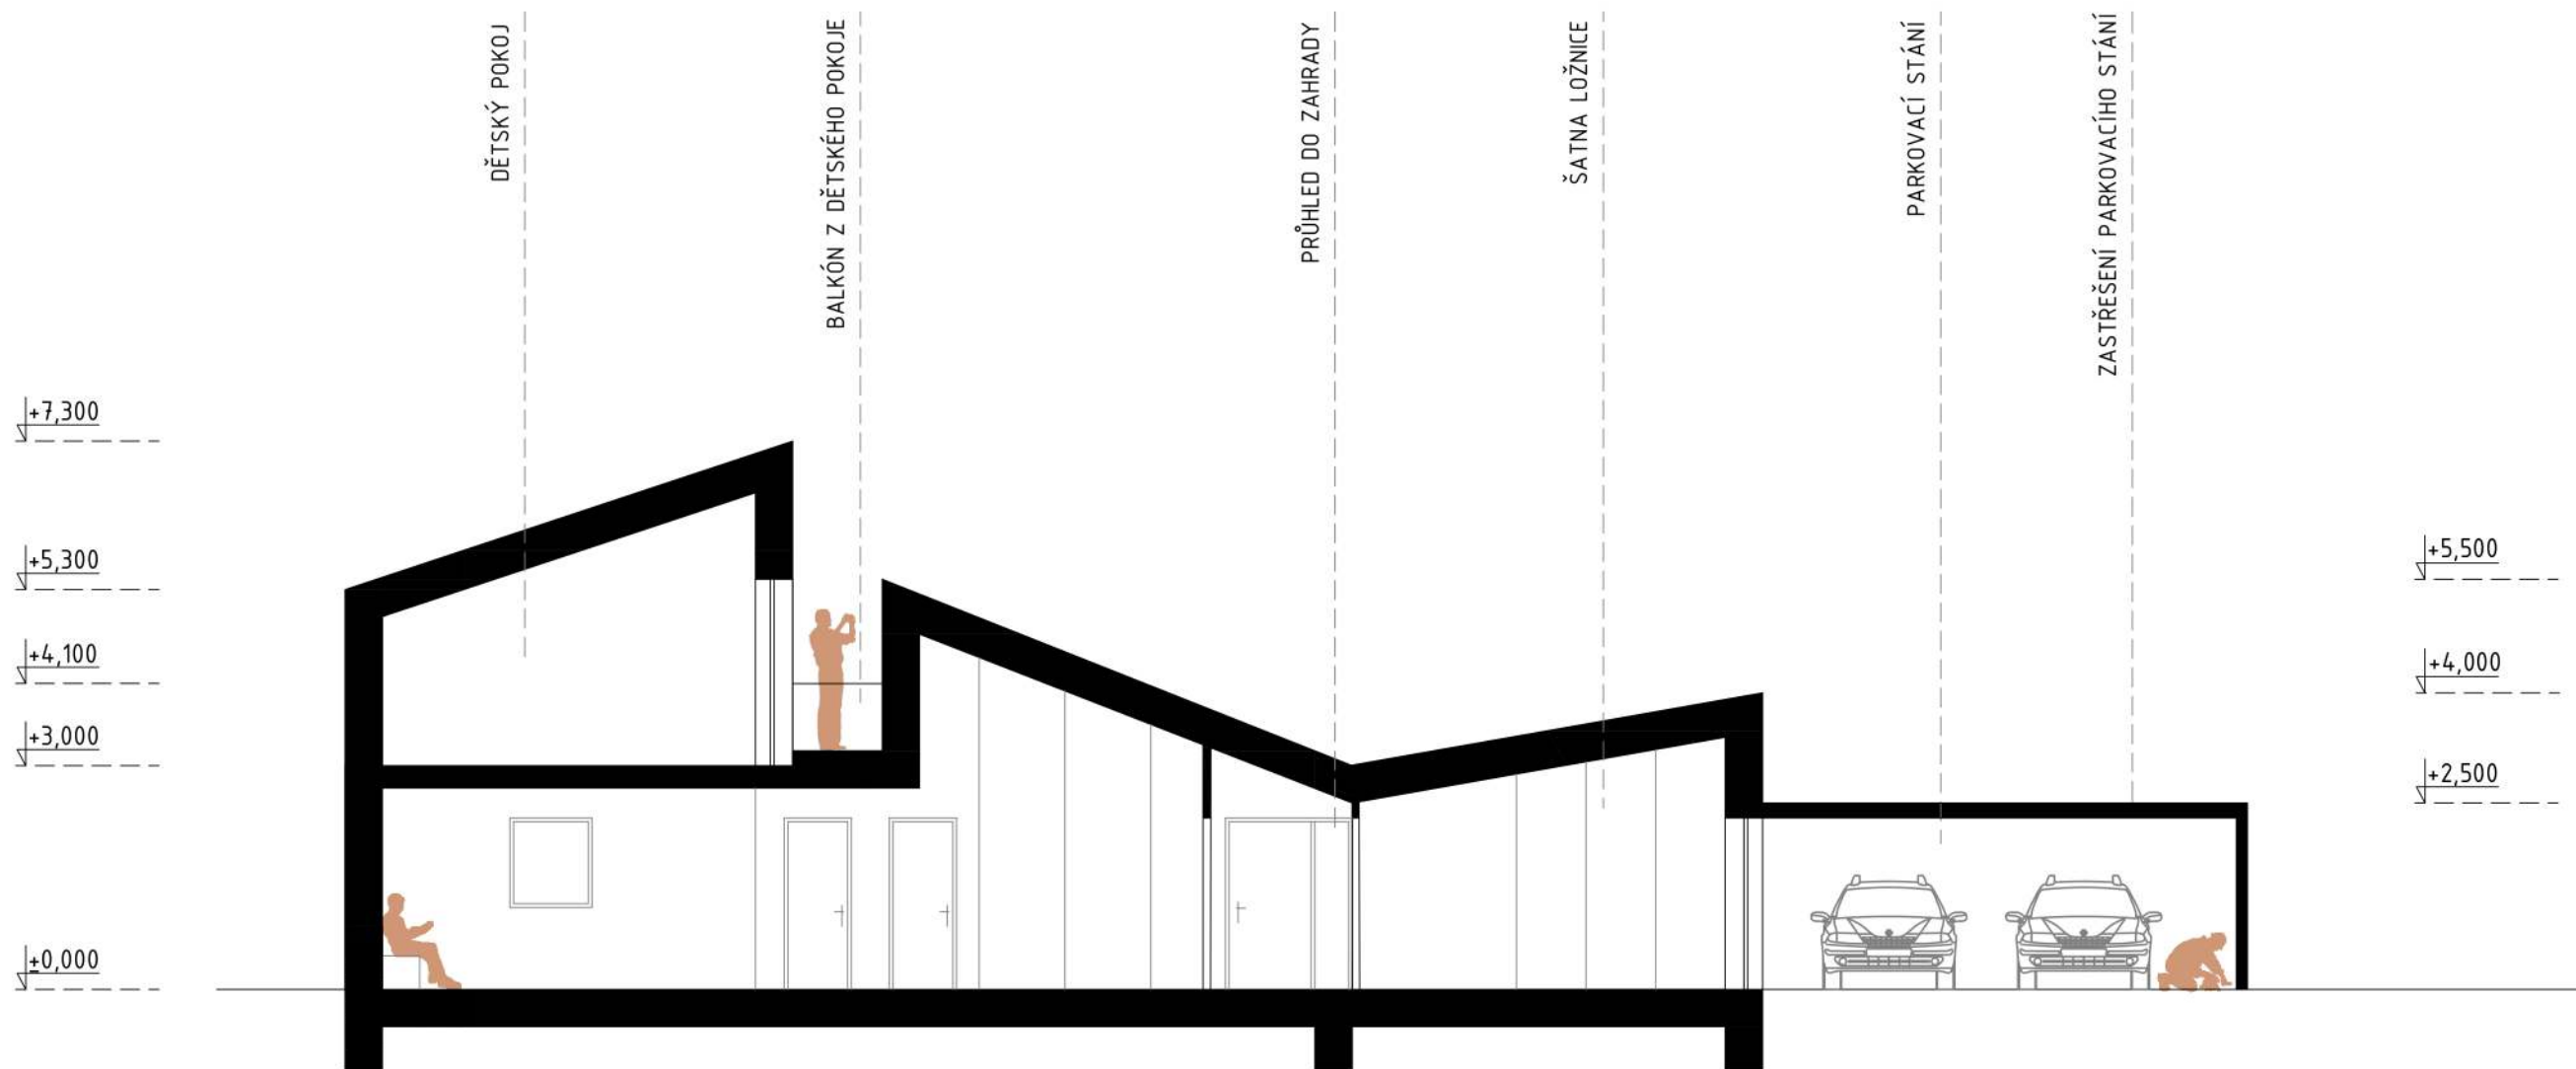 DĚTSKÝ POKOJ
BALKÓN Z DĚTSKÉHO POKOJE
PRŮHLED DO ZAHRADY
ŠATNA LOŽNICE
PARKOVACÍ STÁNÍ
ZASTŘEŠENÍ PARKOVACÍHO STÁNÍ
+7,300
+5,300
+4,100
+3,000
±0,000
+5,500
+4,000
+2,500